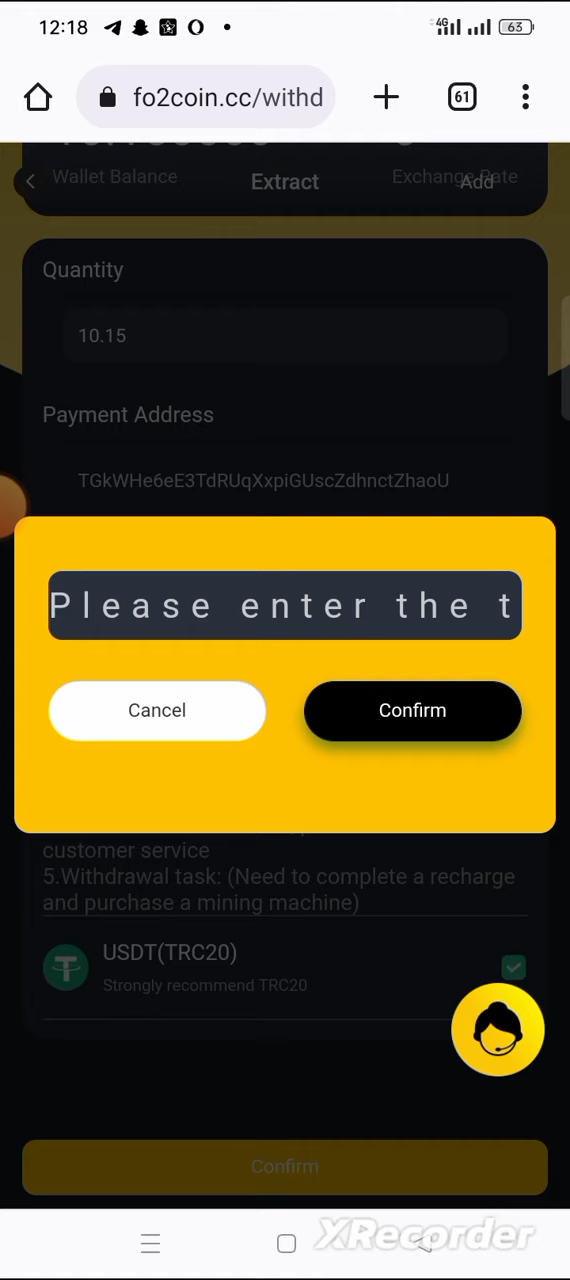 12:18
4G
63
fo2coin.cc/withd
61
Wallet Balance
Extract
Exchange Rate
Add
Quantity
10.15
Payment Address
TGkWHe6eE3TdRUqXxpiGUscZdhnctZhaoU
Please enter the t
Cancel
Confirm
customer service
5.Withdrawal task: (Need to complete a recharge
and purchase a mining machine)
USDT(TRC20)
Strongly recommend TRC20
Confirm
XRecorder